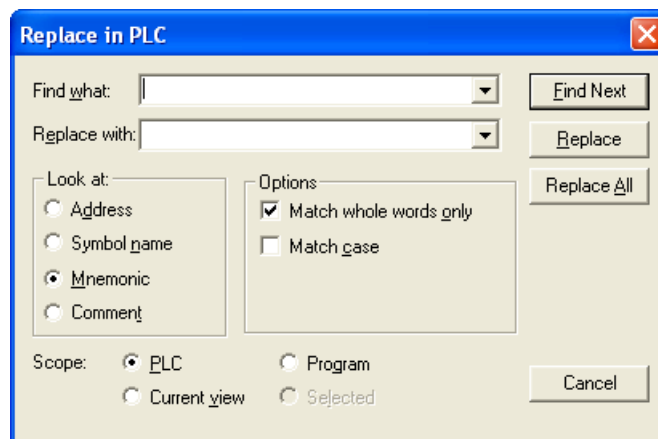 Replace in PLC
Find what:
Find Next
Replace with:
Replace
Replace All
Look at:
Address
Symbol name
Mnemonic
Comment
Options
Match whole words only
Match case
Scope:
PLC
Program
Current view
Selected
Cancel